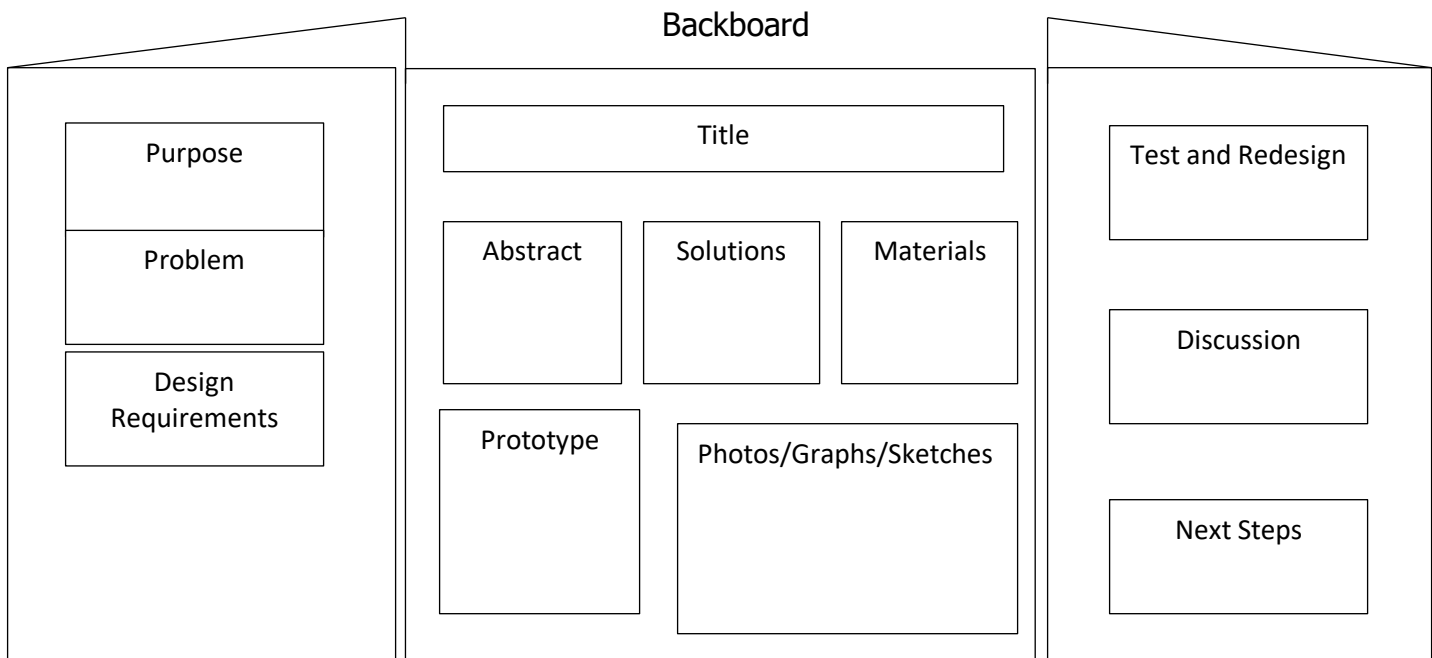 Backboard
Purpose
Problem
Design
Requirements
Title
Abstract
Solutions
Materials
Prototype
Photos/Graphs/Sketches
Test and Redesign
Discussion
Next Steps